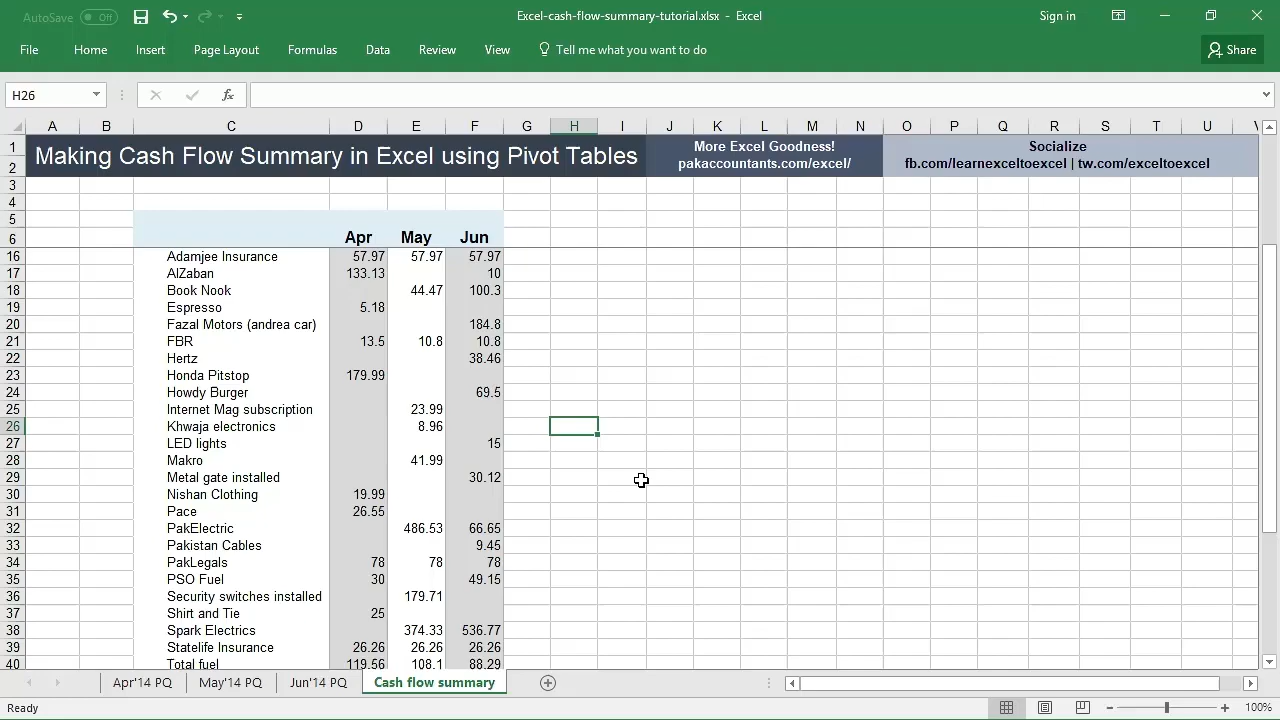 AutoSave Off Excel-cash-flow-summary-tutorial.xlsx - Excel Sign in
File Home Insert Page Layout Formulas Data Review View Tell me what you want to do Share
H26 fx
A B C D E F G H I J K L M N O P Q R S T U
1 Making Cash Flow Summary in Excel using Pivot Tables More Excel Goodness! Socialize
2 pakaccountants.com/excel/ fb.com/learnexceltoexcel | tw.com/exceltoexcel
3
4
5
6 Apr May Jun
16 Adamjee Insurance 57.97 57.97 57.97
17 AlZaban 133.13 10
18 Book Nook 44.47 100.3
19 Espresso 5.18
20 Fazal Motors (andrea car) 184.8
21 FBR 13.5 10.8 10.8
22 Hertz 38.46
23 Honda Pitstop 179.99
24 Howdy Burger 69.5
25 Internet Mag subscription 23.99
26 Khwaja electronics 8.96
27 LED lights 15
28 Makro 41.99
29 Metal gate installed 30.12
30 Nishan Clothing 19.99
31 Pace 26.55
32 PakElectric 486.53 66.65
33 Pakistan Cables 9.45
34 PakLegals 78 78 78
35 PSO Fuel 30 49.15
36 Security switches installed 179.71
37 Shirt and Tie 25
38 Spark Electrics 374.33 536.77
39 Statelife Insurance 26.26 26.26 26.26
40 Total fuel 119.56 108.1 88.29
Apr'14 PQ May'14 PQ Jun'14 PQ Cash flow summary
Ready 100%